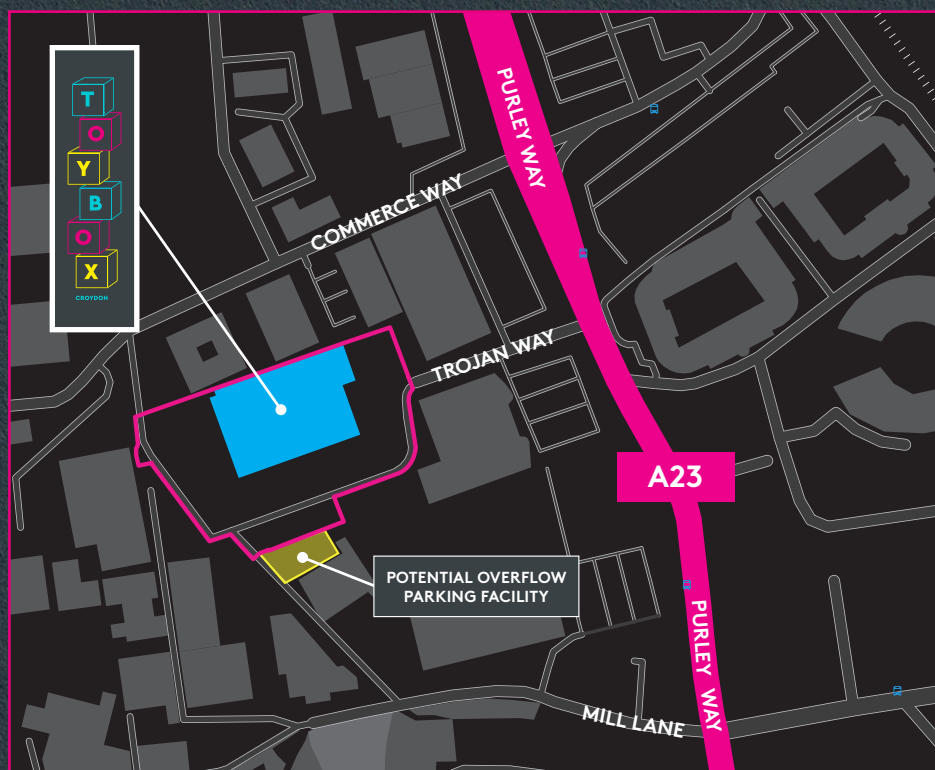 T
O
Y
B
O
X
CROYDON
PURLEY WAY
COMMERCE WAY
TROJAN WAY
A23
POTENTIAL OVERFLOW
PARKING FACILITY
PURLEY WAY
MILL LANE